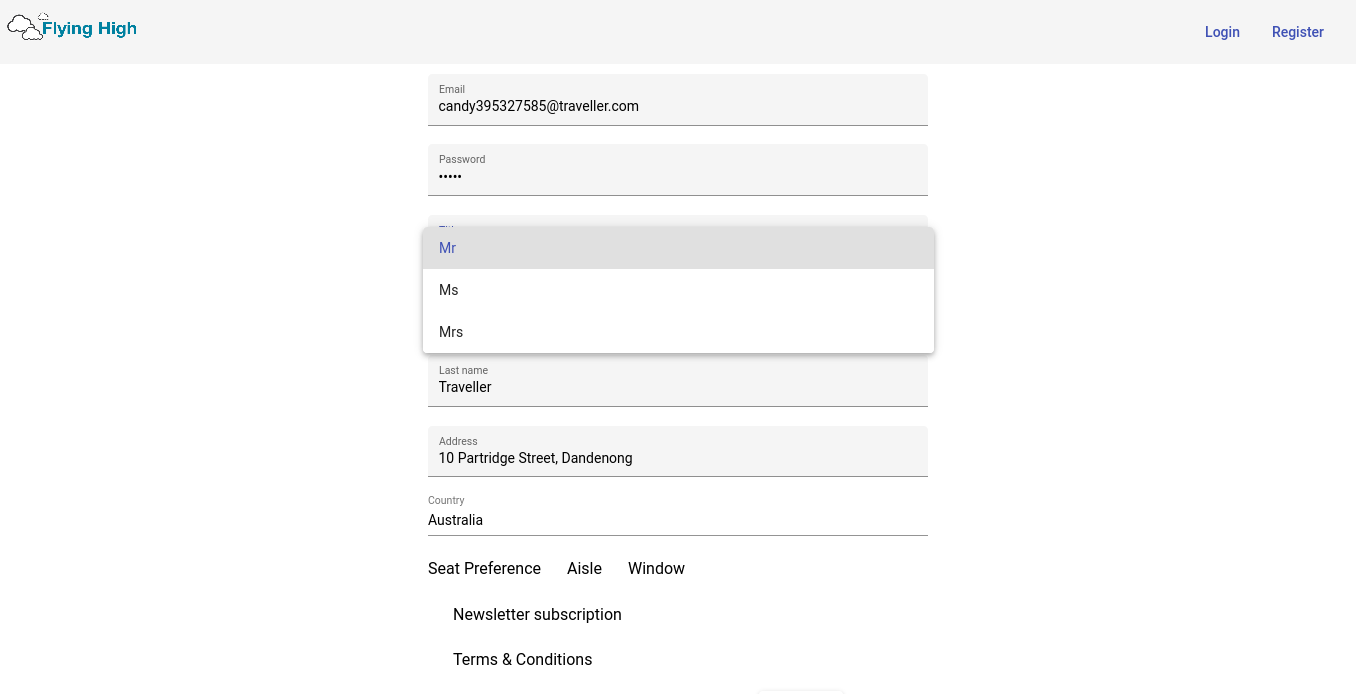 Flying High
Login
Register
Email
candy395327585@traveller.com
Password
•••••
Mr
Ms
Mrs
Last name
Traveller
Address
10 Partridge Street, Dandenong
Country
Australia
Seat Preference Aisle Window
Newsletter subscription
Terms & Conditions